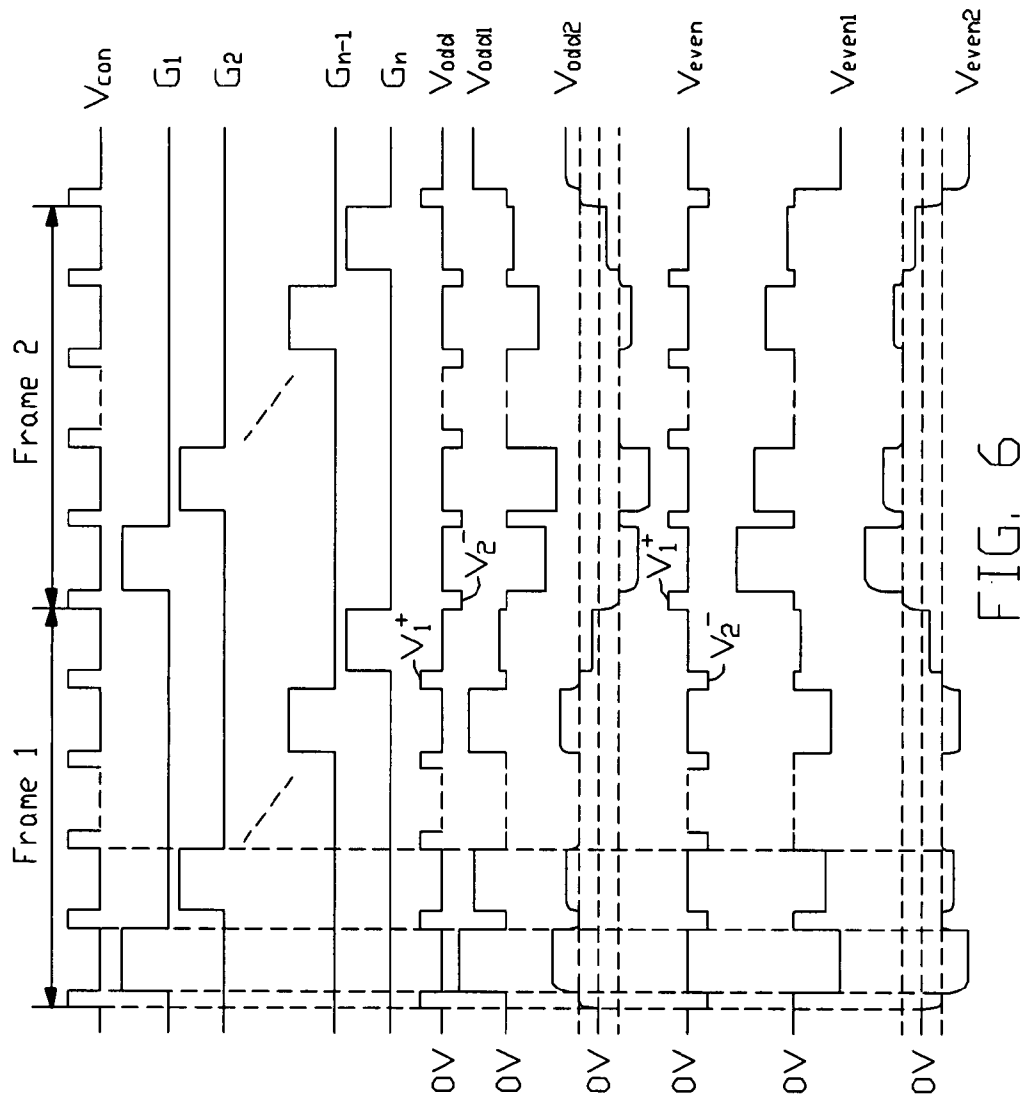 Frame 1
Frame 2
Vcon
G1
G2
Gn-1
Gn
0V Vodd
V1+
V2-
0V Vodd1
0V Vodd2
0V Veven
V1+
V2-
0V Veven1
0V Veven2
FIG. 6